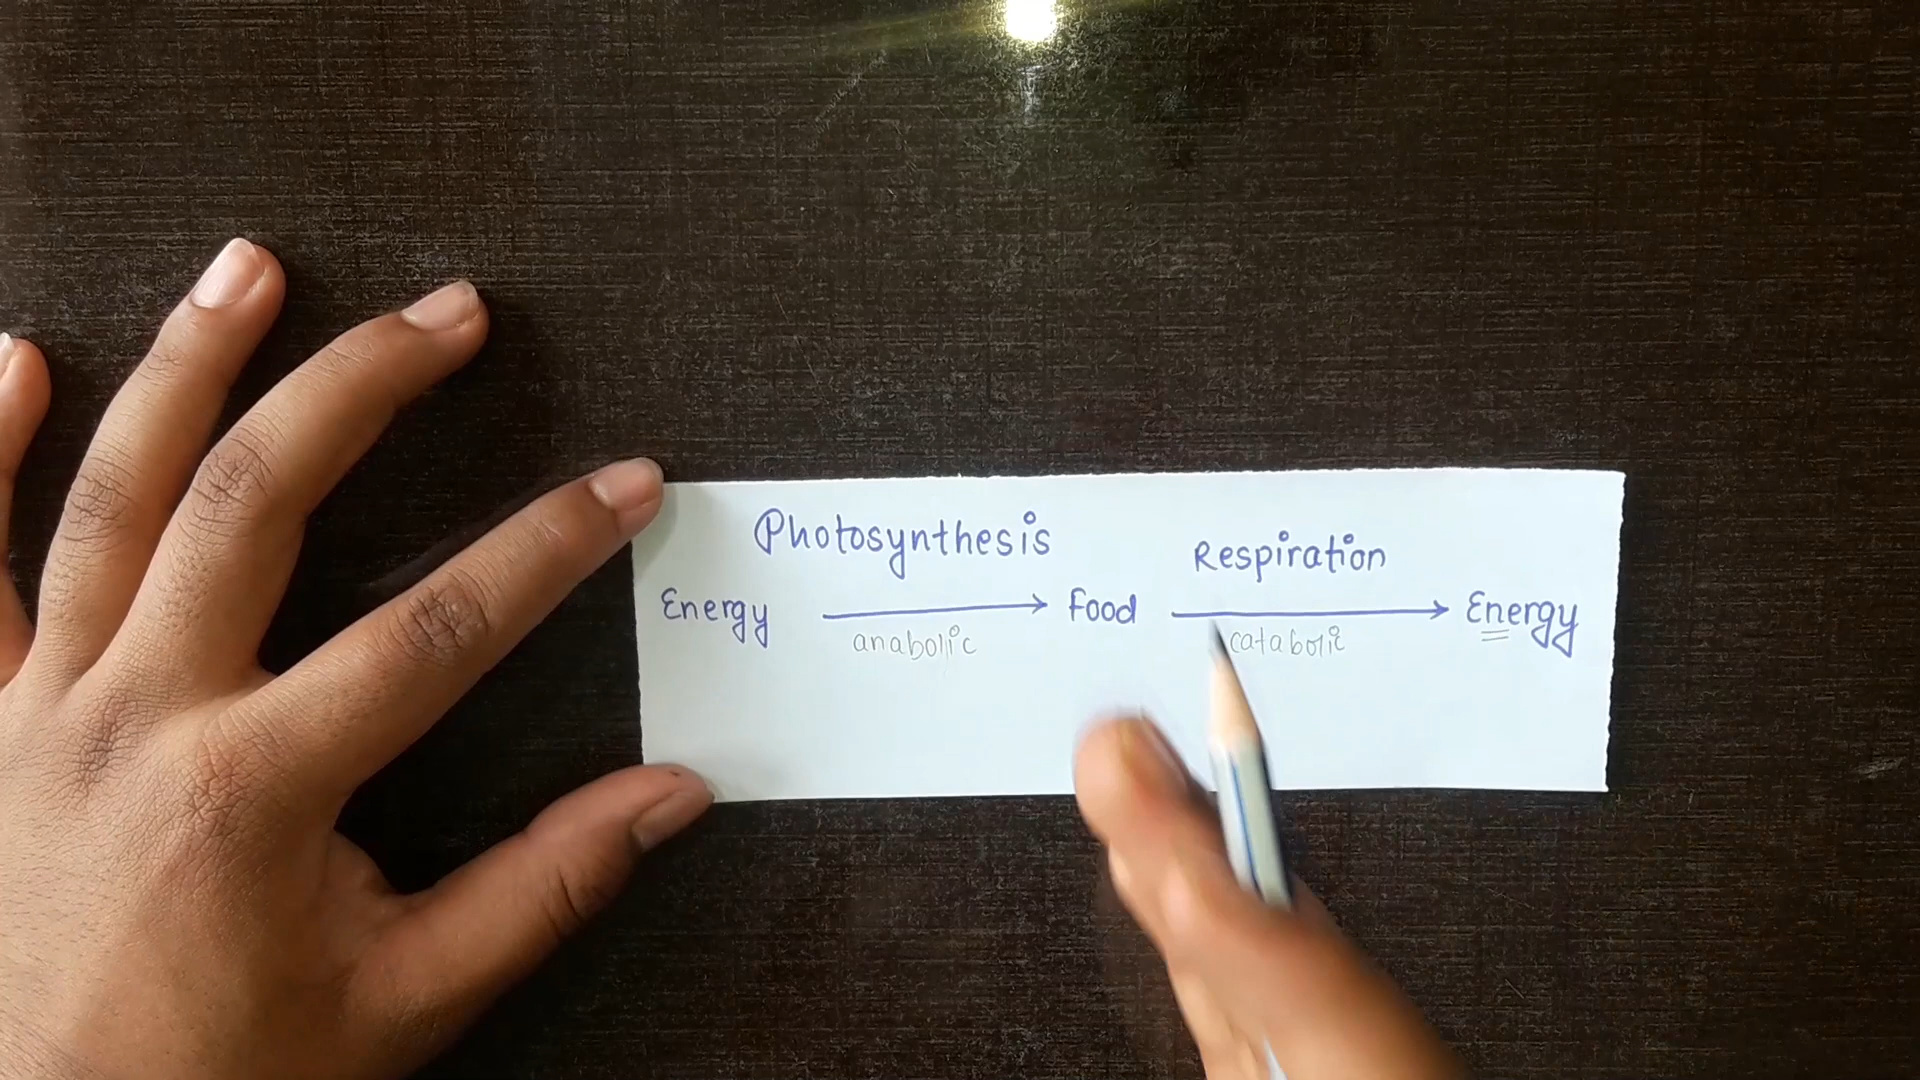 Photosynthesis Respiration
Energy Food Energy
anabolic catabolic